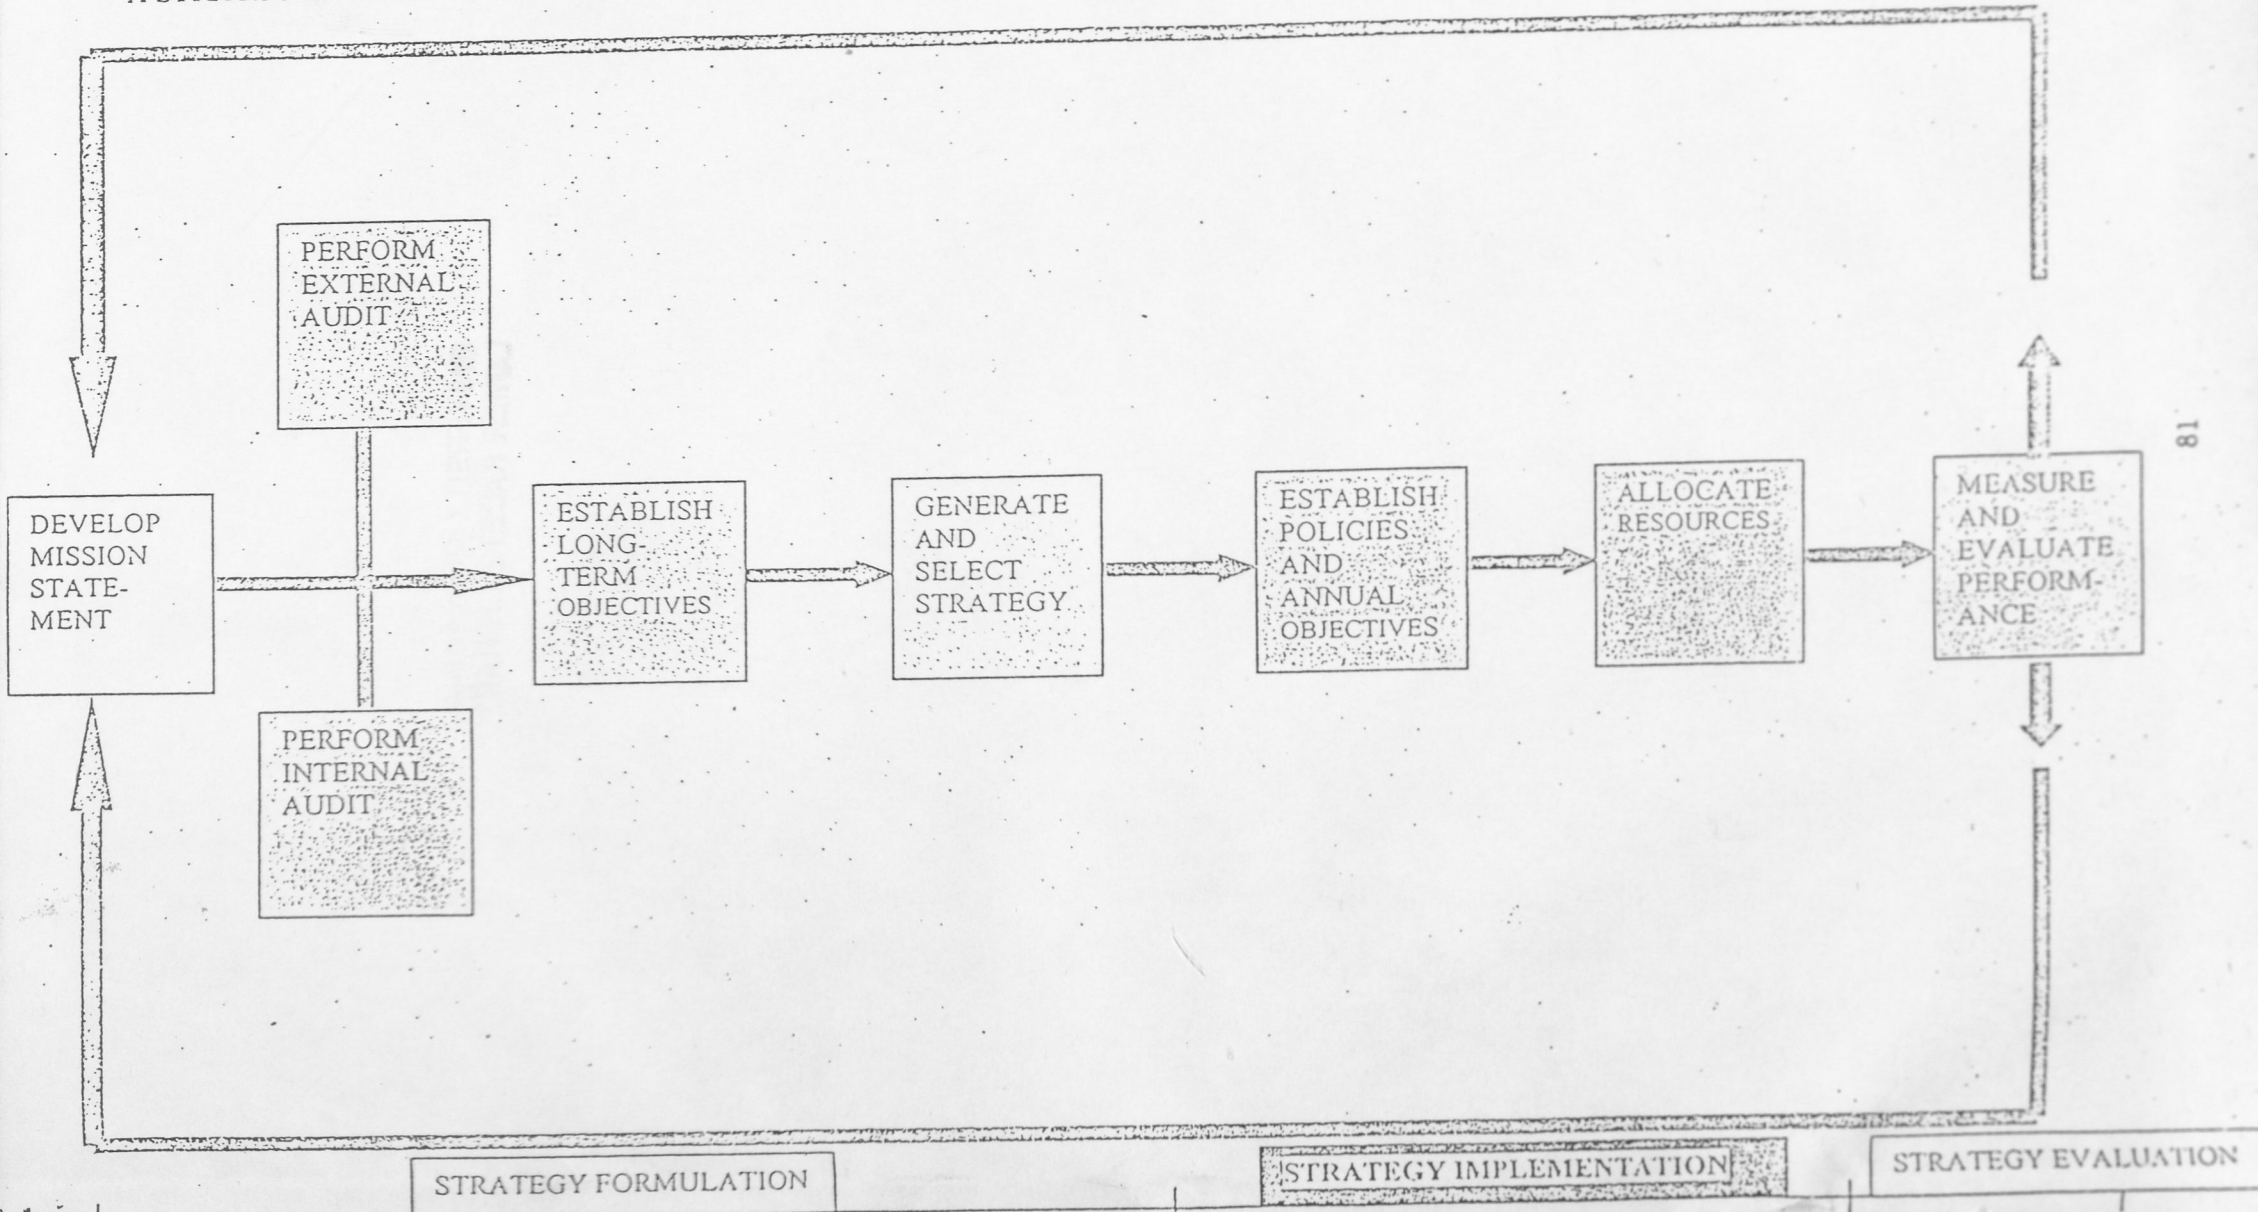 PERFORM
EXTERNAL
AUDIT
81
DEVELOP
MISSION
STATE-
MENT
ESTABLISH
LONG-
TERM
OBJECTIVES
GENERATE
AND
SELECT
STRATEGY
ESTABLISH
POLICIES
AND
ANNUAL
OBJECTIVES
ALLOCATE
RESOURCES
MEASURE
AND
EVALUATE
PERFORM-
ANCE
PERFORM
INTERNAL
AUDIT
STRATEGY FORMULATION
STRATEGY IMPLEMENTATION
STRATEGY EVALUATION